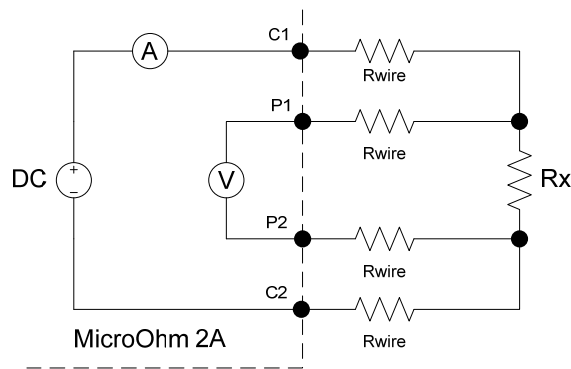 C1
A
Rwire
P1
Rwire
DC
+
−
V
Rx
P2
Rwire
C2
Rwire
MicroOhm 2A